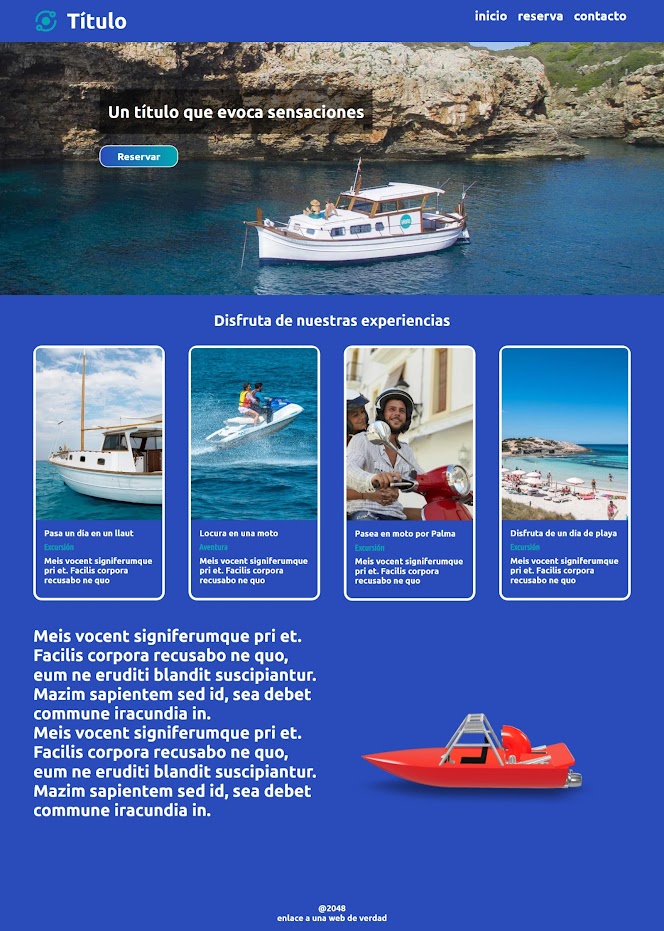 Título
inicio reserva contacto
Un título que evoca sensaciones
Reservar
Disfruta de nuestras experiencias
Pasa un día en un llaut
Excursión
Meis vocent signiferumque
pri et. Facilis corpora
recusabo ne quo
Locura en una moto
Aventura
Meis vocent signiferumque
pri et. Facilis corpora
recusabo ne quo
Pasea en moto por Palma
Excursión
Meis vocent signiferumque
pri et. Facilis corpora
recusabo ne quo
Disfruta de un día de playa
Excursión
Meis vocent signiferumque
pri et. Facilis corpora
recusabo ne quo
Meis vocent signiferumque pri et.
Facilis corpora recusabo ne quo,
eum ne eruditi blandit suscipiantur.
Mazim sapientem sed id, sea debet
commune iracundia in.
Meis vocent signiferumque pri et.
Facilis corpora recusabo ne quo,
eum ne eruditi blandit suscipiantur.
Mazim sapientem sed id, sea debet
commune iracundia in.
@2048
enlace a una web de verdad